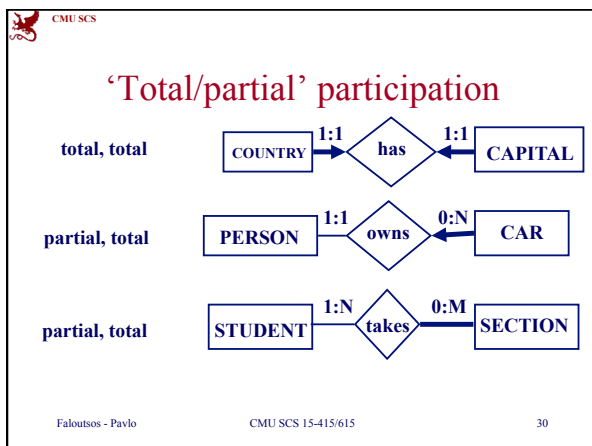 CMU SCS
‘Total/partial’ participation
total, total
1:1
1:1
COUNTRY
has
CAPITAL
partial, total
1:1
0:N
PERSON
owns
CAR
partial, total
1:N
0:M
STUDENT
takes
SECTION
Faloutsos - Pavlo
CMU SCS 15-415/615
30